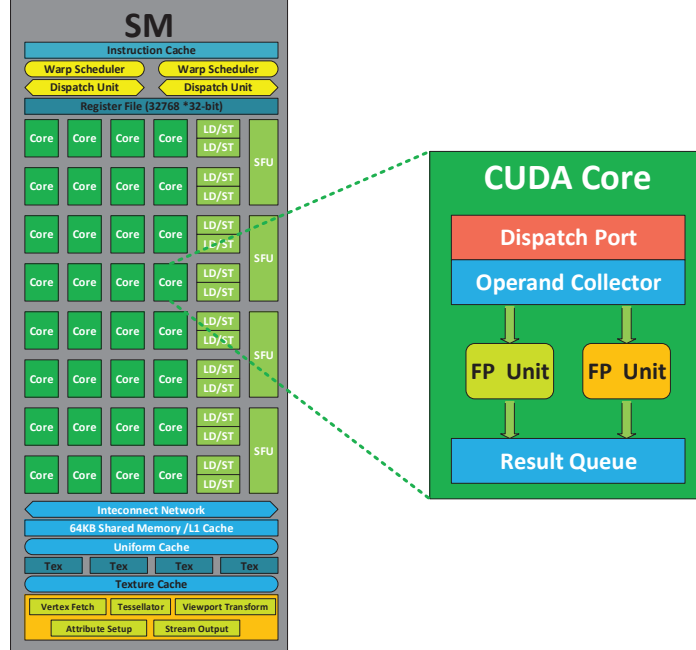 SM
Instruction Cache
Warp Scheduler Warp Scheduler
Dispatch Unit Dispatch Unit
Register File (32768 *32-bit)
Core Core Core Core LD/ST
LD/ST
SFU
Core Core Core Core LD/ST
LD/ST
Core Core Core Core LD/ST
LD/ST
SFU
Core Core Core Core LD/ST
LD/ST
Core Core Core Core LD/ST
LD/ST
SFU
Core Core Core Core LD/ST
LD/ST
Core Core Core Core LD/ST
LD/ST
SFU
Core Core Core Core LD/ST
LD/ST
Inteconnect Network
64KB Shared Memory /L1 Cache
Uniform Cache
Tex Tex Tex Tex
Texture Cache
Vertex Fetch Tessellator Viewport Transform
Attribute Setup Stream Output
CUDA Core
Dispatch Port
Operand Collector
FP Unit FP Unit
Result Queue